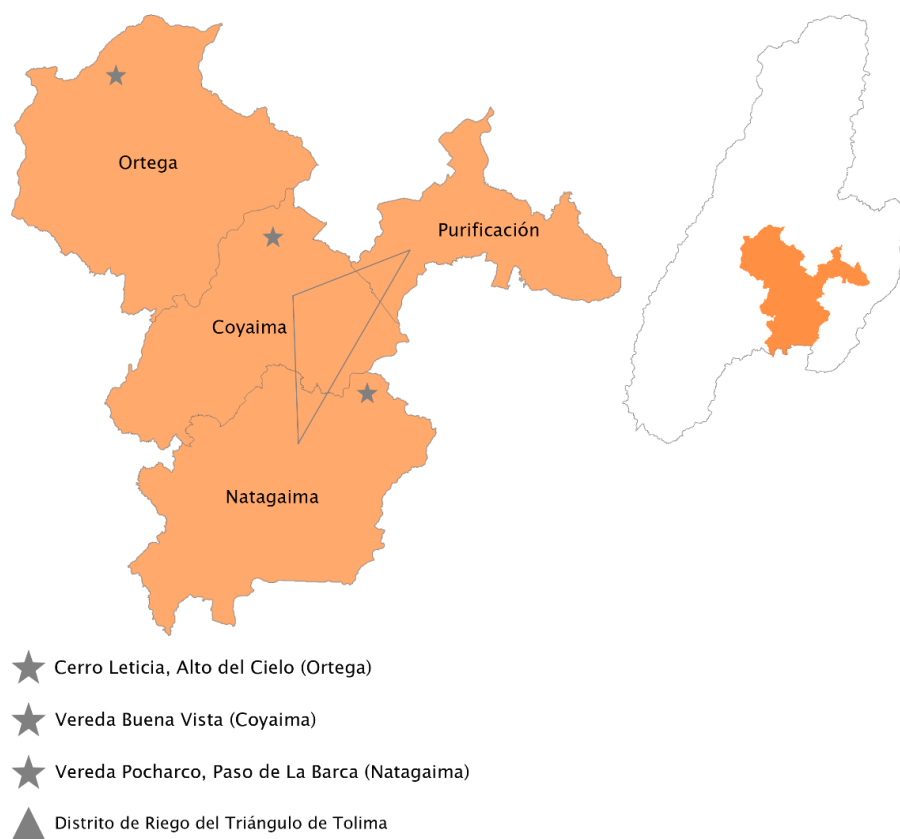 Ortega
Purificación
Coyaima
Natagaima
Cerro Leticia, Alto del Cielo (Ortega)
Vereda Buena Vista (Coyaima)
Vereda Pocharco, Paso de La Barca (Natagaima)
Distrito de Riego del Triángulo de Tolima